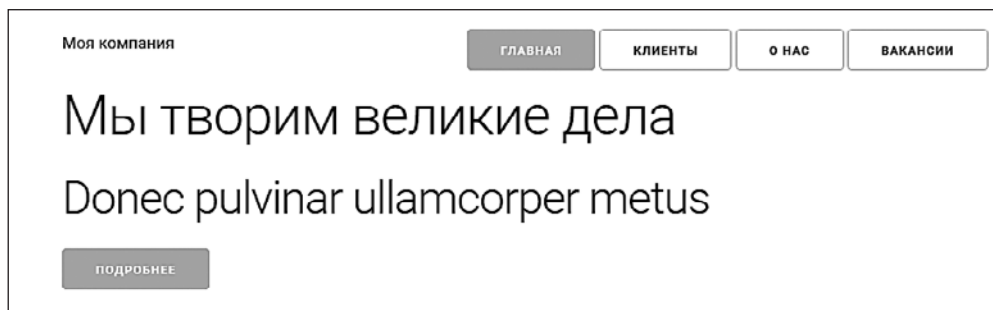 Моя компания
ГЛАВНАЯ КЛИЕНТЫ О НАС ВАКАНСИИ
Мы творим великие дела
Donec pulvinar ullamcorper metus
ПОДРОБНЕЕ